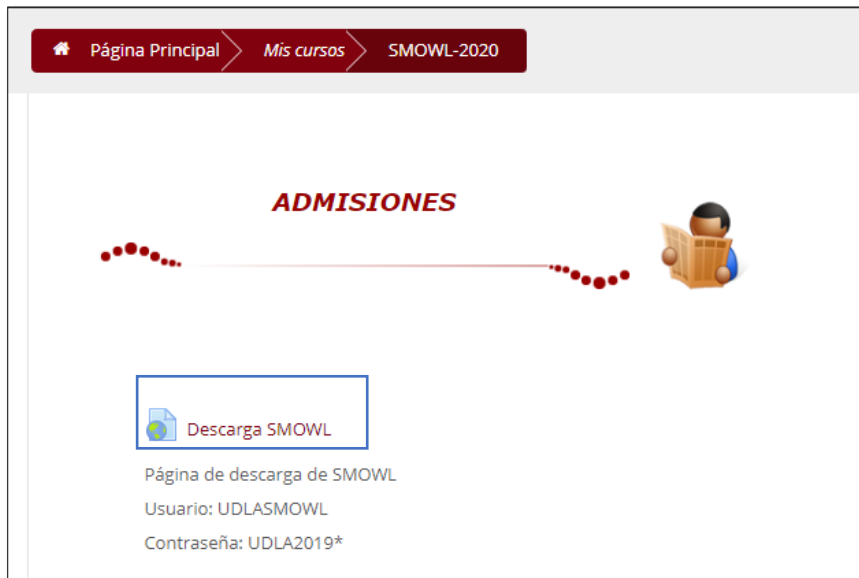 Página Principal Mis cursos SMOWL-2020
ADMISIONES
Descarga SMOWL
Página de descarga de SMOWL
Usuario: UDLASMOWL
Contraseña: UDLA2019*